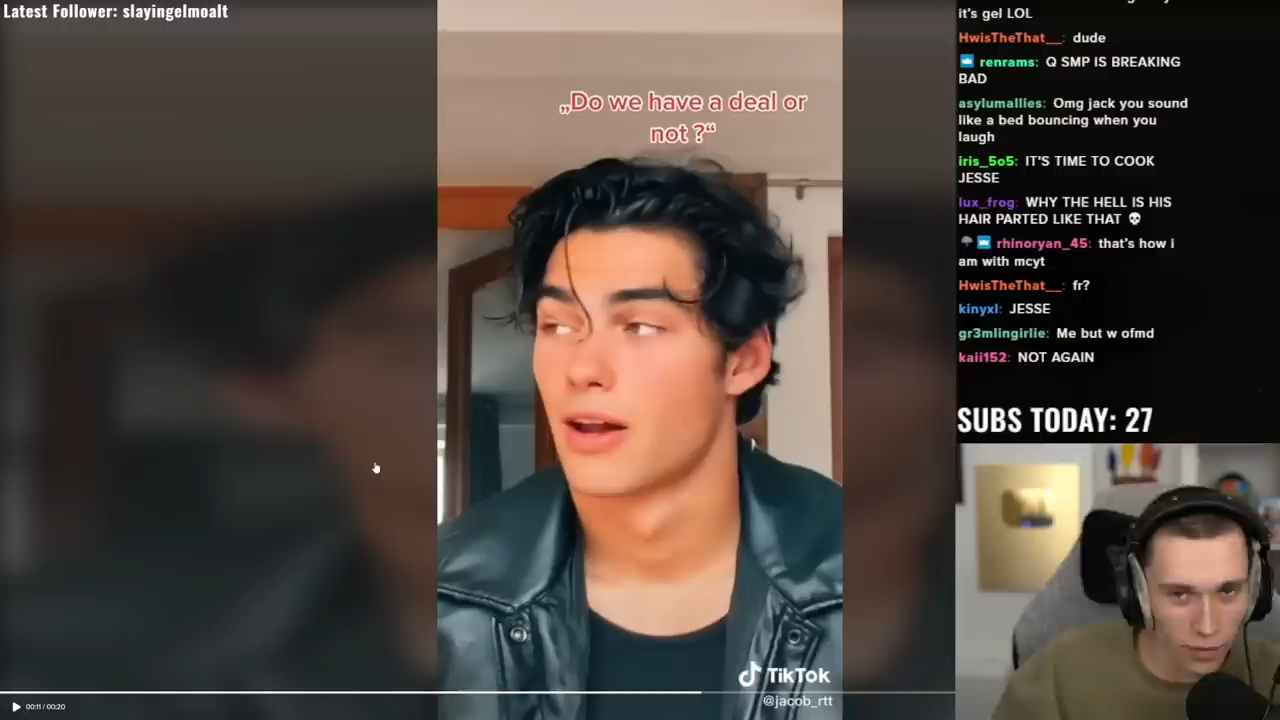 Latest Follower: slayingelmoalt
„Do we have a deal or
not ?“
TikTok
@jacob_rtt
00:11 / 00:20
it's gel LOL
HwisTheThat__: dude
renrams: Q SMP IS BREAKING
BAD
asylumallies: Omg jack you sound
like a bed bouncing when you
laugh
iris_5o5: IT'S TIME TO COOK
JESSE
lux_frog: WHY THE HELL IS HIS
HAIR PARTED LIKE THAT 💀
rhinoryan_45: that's how i
am with mcyt
HwisTheThat__: fr?
kinyxl: JESSE
gr3mlingirlie: Me but w ofmd
kaii152: NOT AGAIN
SUBS TODAY: 27